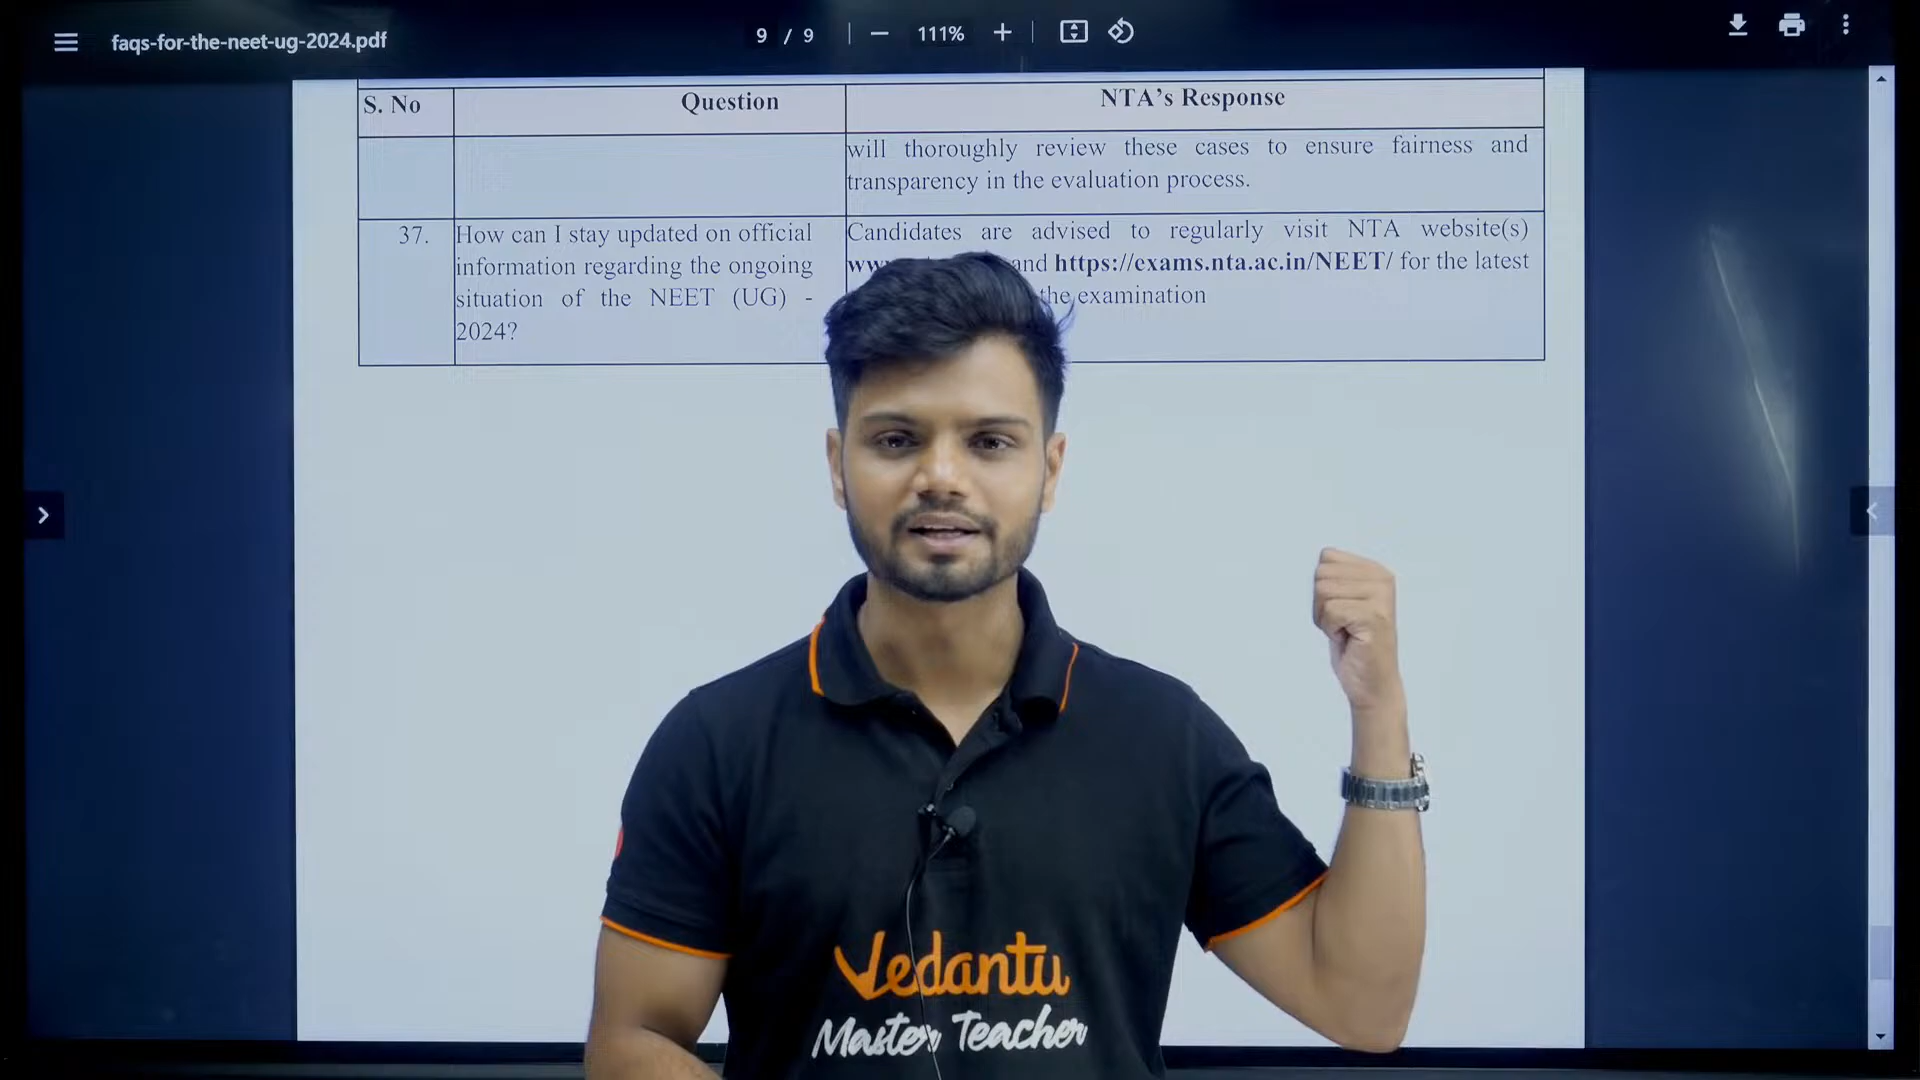 faqs-for-the-neet-ug-2024.pdf
9 / 9
111%
S. No
Question
NTA's Response
will thoroughly review these cases to ensure fairness and
transparency in the evaluation process.
37.
How can I stay updated on official
information regarding the ongoing
situation of the NEET (UG) -
2024?
Candidates are advised to regularly visit NTA website(s)
and https://exams.nta.ac.in/NEET/ for the latest
the examination
Vedantu
Master Teacher